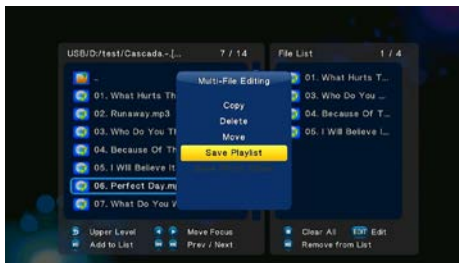 USB/D:/test/Cascada.-.[... 7 / 14
File List 1 / 4
..
01. What Hurts Th
02. Runaway.mp3
03. Who Do You Th
04. Because Of Th
05. I Will Believe It
06. Perfect Day.mp
07. What Do You W
Multi-File Editing
Copy
Delete
Move
Save Playlist
01. What Hurts T...
03. Who Do You ...
04. Because Of T...
05. I Will Believe I...
Upper Level Move Focus
Add to List Prev / Next
Clear All EDIT Edit
Remove from List